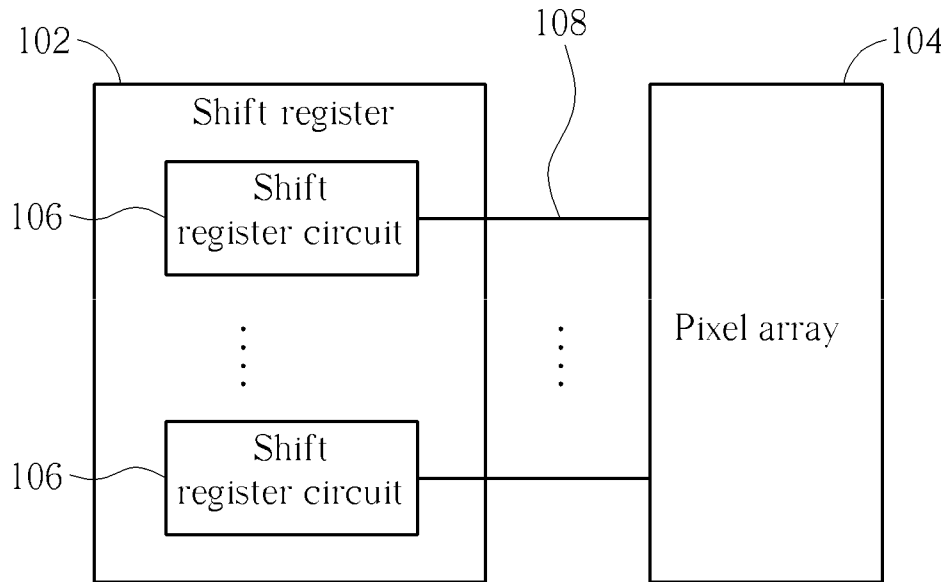 108
102
104
Shift register
Shift
register circuit
106
Pixel array
Shift
register circuit
106